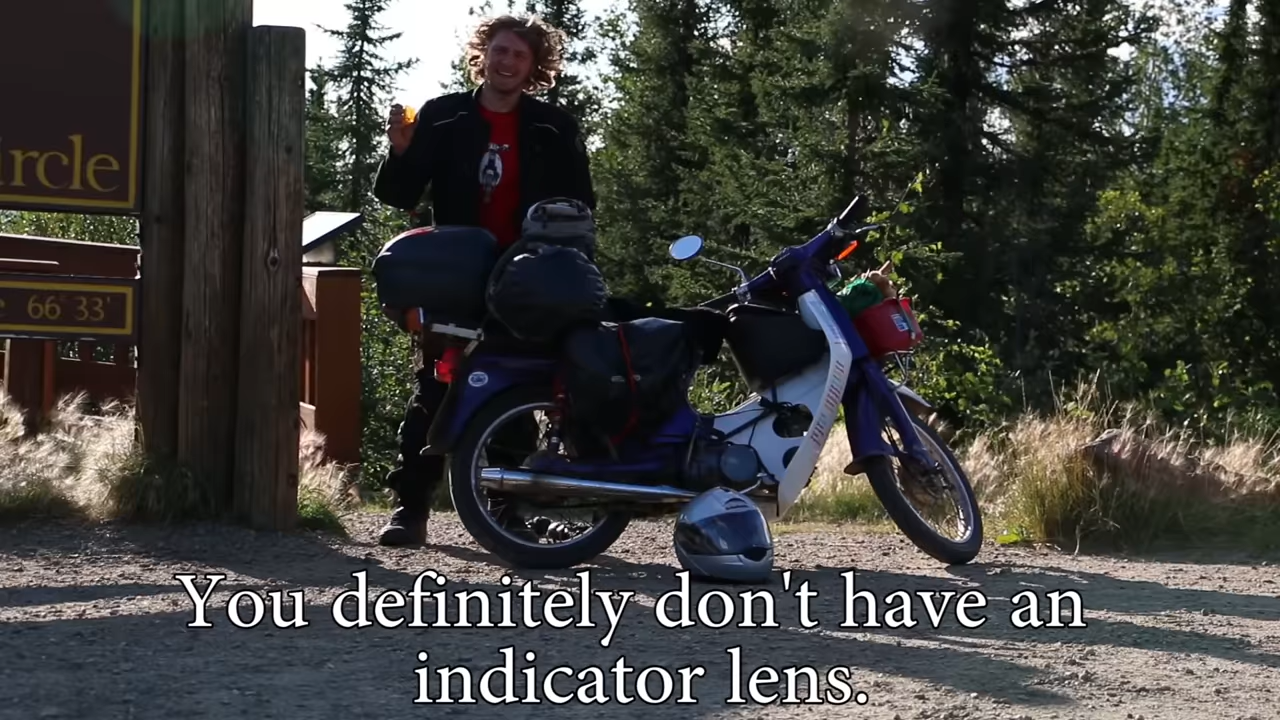 ircle
e 66° 33'
You definitely don't have an
indicator lens.